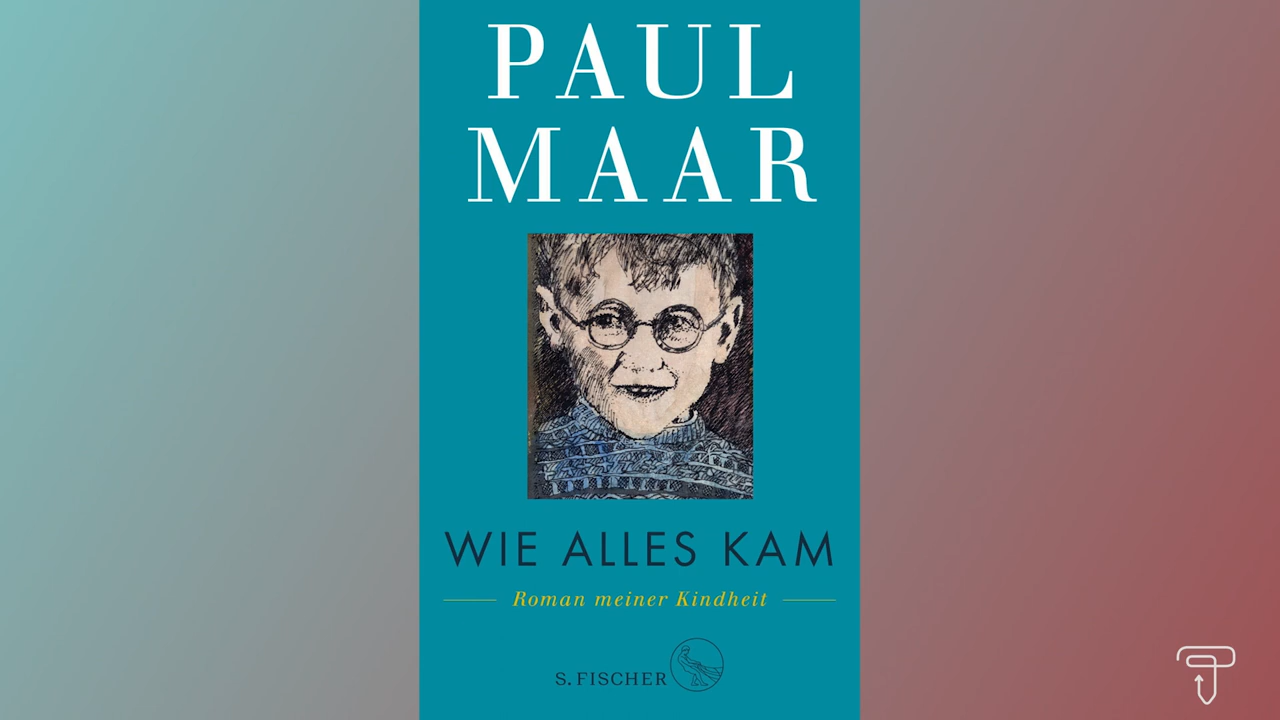 PAUL
MAAR
WIE ALLES KAM
Roman meiner Kindheit
S. FISCHER